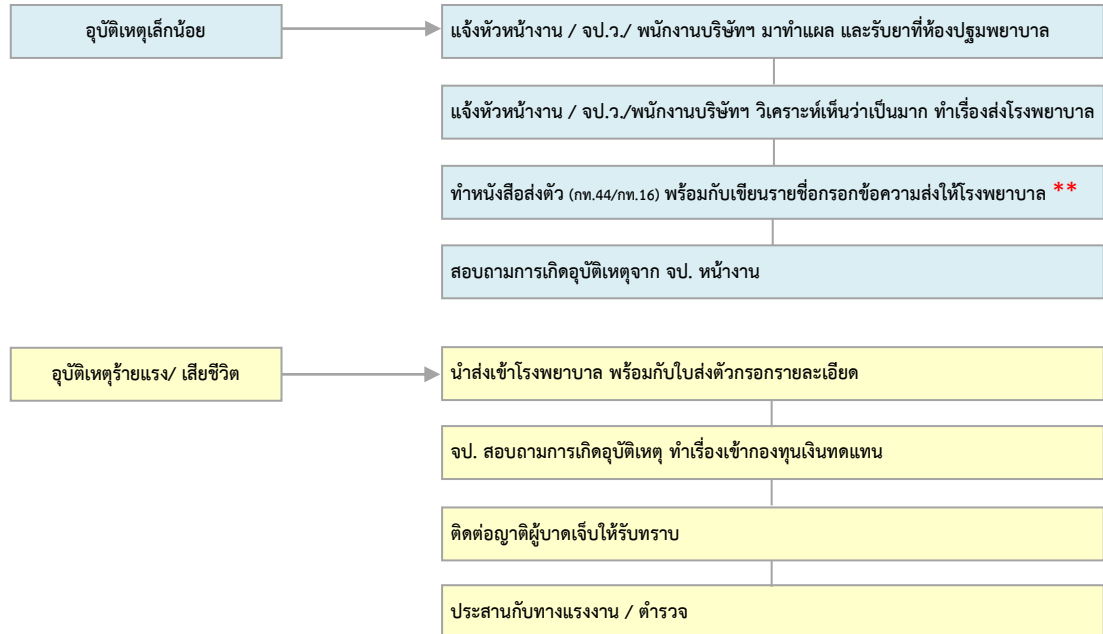 อุบัติเหตุเล็กน้อย
แจ้งหัวหน้างาน / จป.ว./ พนักงานบริษัทฯ มาทำแผล และรับยาที่ห้องปฐมพยาบาล
แจ้งหัวหน้างาน / จป.ว./พนักงานบริษัทฯ วิเคราะห์เห็นว่าเป็นมาก ทำเรื่องส่งโรงพยาบาล
ทำหนังสือส่งตัว (กท.44/กท.16) พร้อมกับเขียนรายชื่อกรอกข้อความส่งให้โรงพยาบาล **
สอบถามการเกิดอุบัติเหตุจาก จป. หน้างาน
อุบัติเหตุร้ายแรง/ เสียชีวิต
นำส่งเข้าโรงพยาบาล พร้อมกับใบส่งตัวกรอกรายละเอียด
จป. สอบถามการเกิดอุบัติเหตุ ทำเรื่องเข้ากองทุนเงินทดแทน
ติดต่อญาติผู้บาดเจ็บให้รับทราบ
ประสานกับทางแรงงาน / ตำรวจ